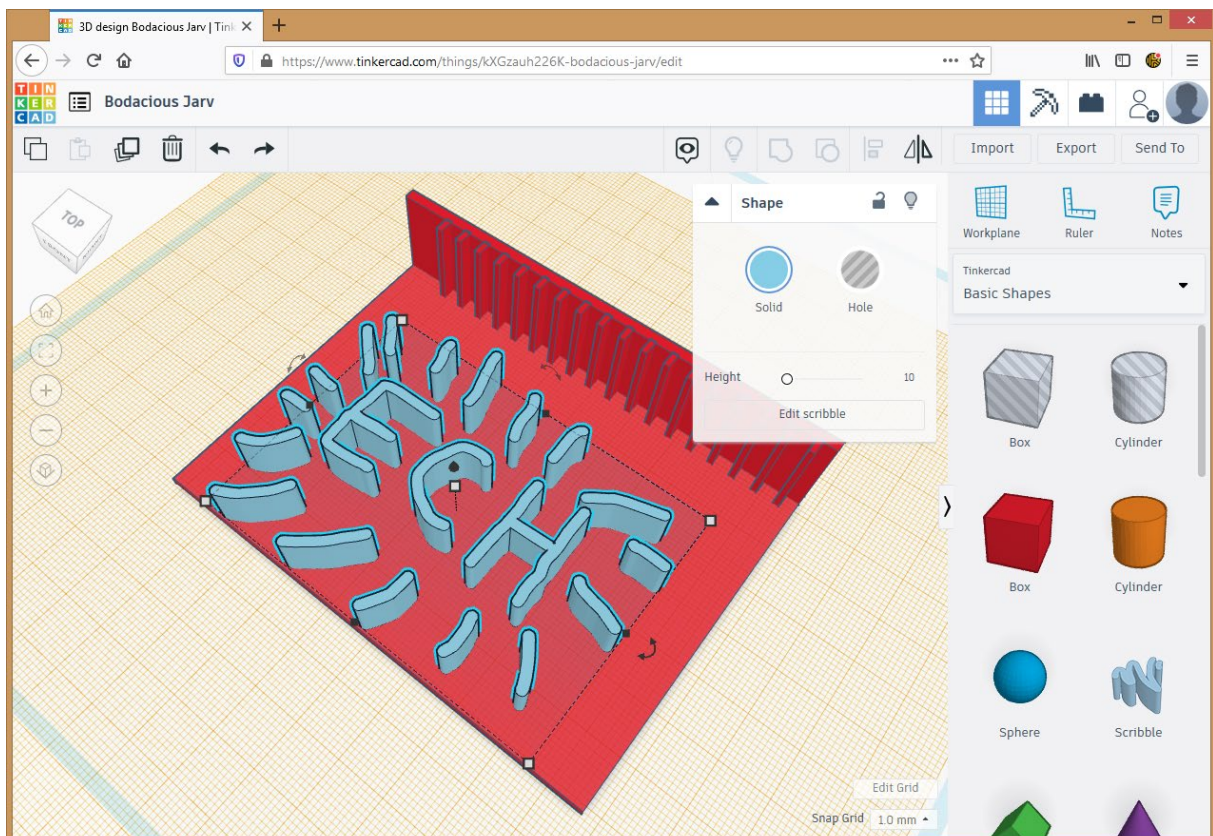 3D design Bodacious Jarv | Tink
https://www.tinkercad.com/things/kXGzauh226K-bodacious-jarv/edit
TIN
KER
CAD
Bodacious Jarv
Import Export Send To
TOP
Shape
Solid Hole
Height 10
Edit scribble
Workplane Ruler Notes
Tinkercad
Basic Shapes
Box Cylinder
Box Cylinder
Sphere Scribble
ECHT
Edit Grid
Snap Grid 1.0 mm